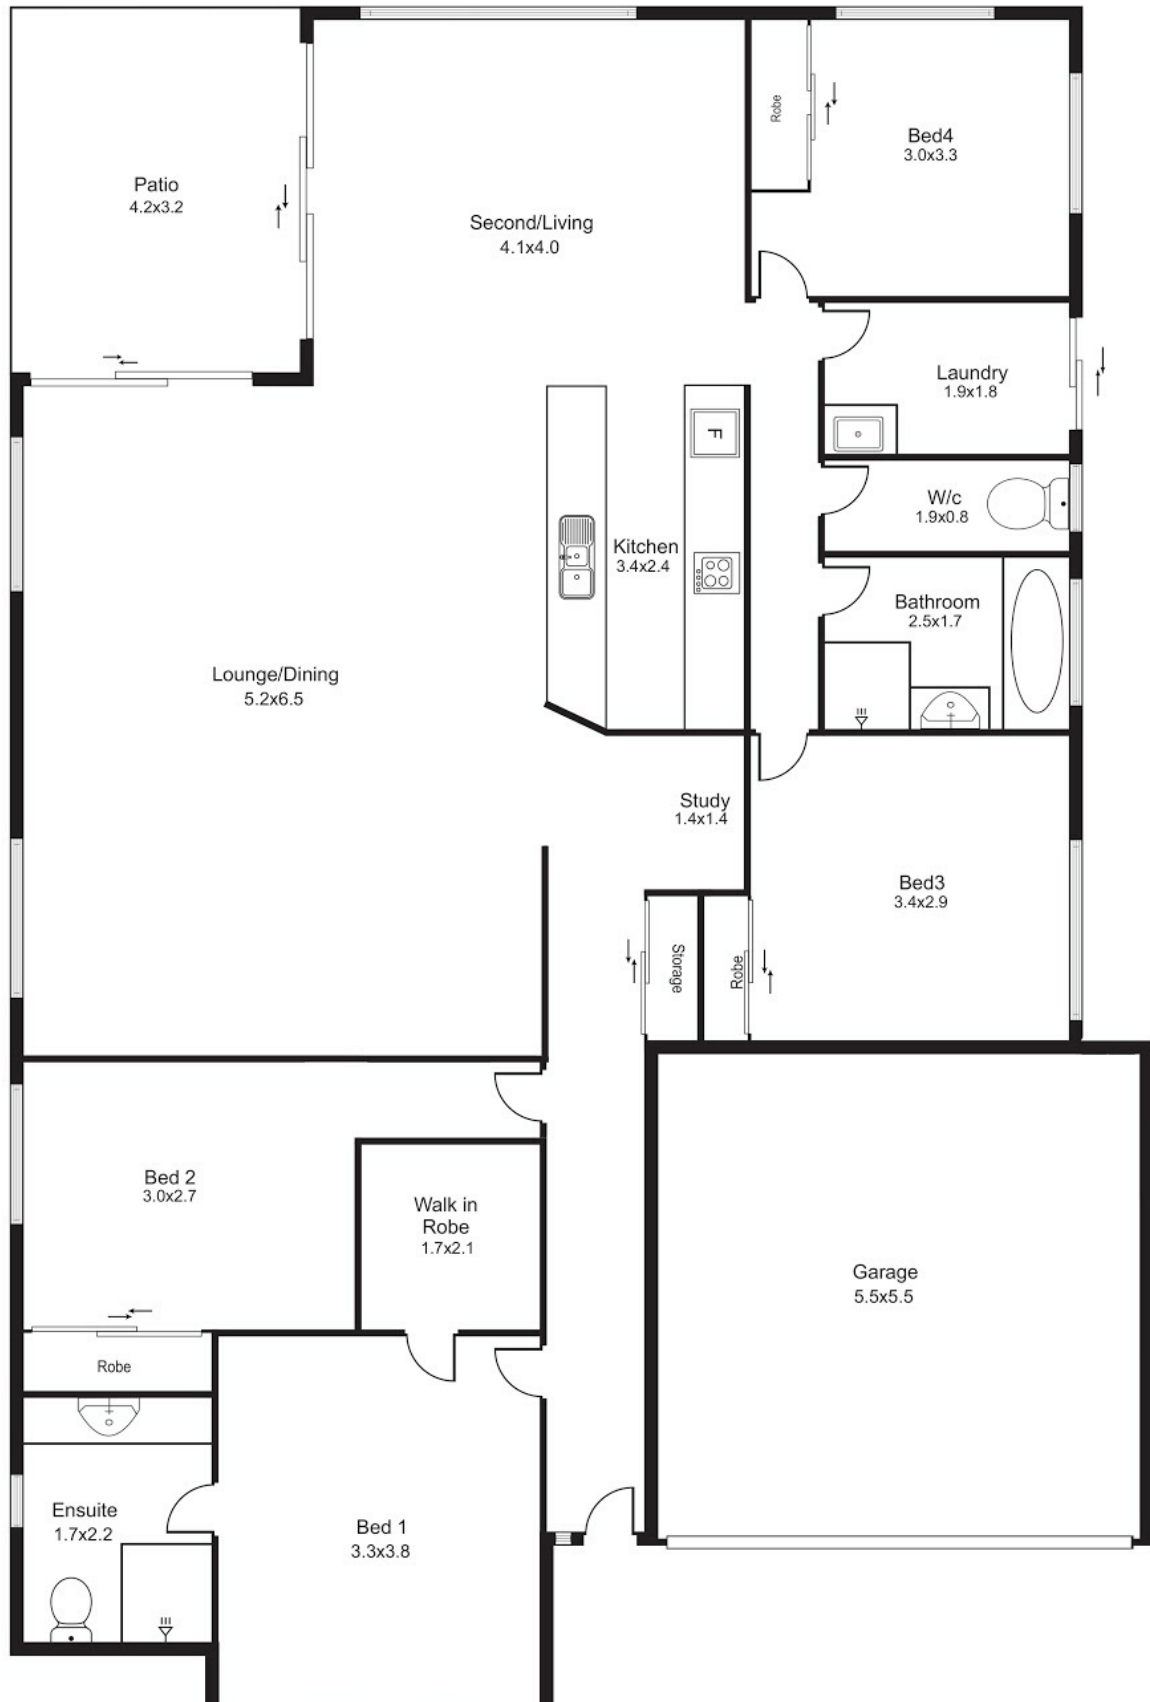 Patio
4.2x3.2
Second/Living
4.1x4.0
Robe
Bed4
3.0x3.3
Laundry
1.9x1.8
F
W/c
1.9x0.8
Kitchen
3.4x2.4
Bathroom
2.5x1.7
Lounge/Dining
5.2x6.5
Study
1.4x1.4
Bed3
3.4x2.9
Storage
Robe
Bed 2
3.0x2.7
Walk in
Robe
1.7x2.1
Garage
5.5x5.5
Robe
Ensuite
1.7x2.2
Bed 1
3.3x3.8